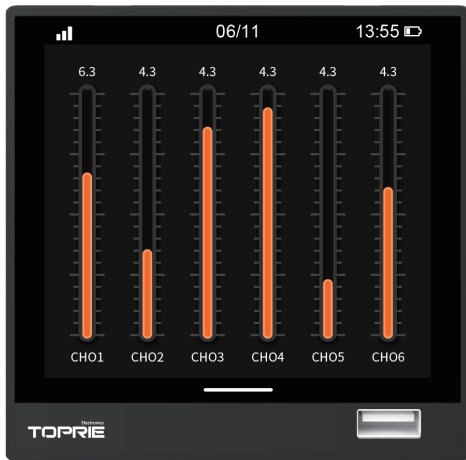 06/11 13:55
6.3 4.3 4.3 4.3 4.3 4.3
CHO1 CHO2 CHO3 CHO4 CHO5 CHO6
Electronics
TOPRIE